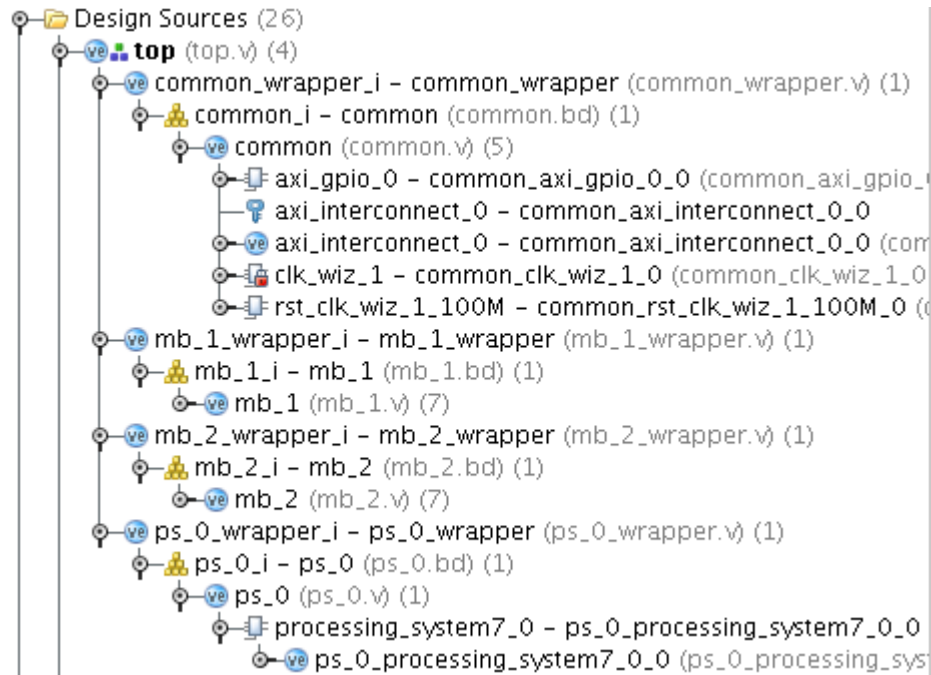 Design Sources (26)
top (top.v) (4)
common_wrapper_i - common_wrapper (common_wrapper.v) (1)
common_i - common (common.bd) (1)
common (common.v) (5)
axi_gpio_0 - common_axi_gpio_0_0 (common_axi_gpio_
axi_interconnect_0 - common_axi_interconnect_0_0
axi_interconnect_0 - common_axi_interconnect_0_0 (com
clk_wiz_1 - common_clk_wiz_1_0 (common_clk_wiz_1_0
rst_clk_wiz_1_100M - common_rst_clk_wiz_1_100M_0 (
mb_1_wrapper_i - mb_1_wrapper (mb_1_wrapper.v) (1)
mb_1_i - mb_1 (mb_1.bd) (1)
mb_1 (mb_1.v) (7)
mb_2_wrapper_i - mb_2_wrapper (mb_2_wrapper.v) (1)
mb_2_i - mb_2 (mb_2.bd) (1)
mb_2 (mb_2.v) (7)
ps_0_wrapper_i - ps_0_wrapper (ps_0_wrapper.v) (1)
ps_0_i - ps_0 (ps_0.bd) (1)
ps_0 (ps_0.v) (1)
processing_system7_0 - ps_0_processing_system7_0_0
ps_0_processing_system7_0_0 (ps_0_processing_sys